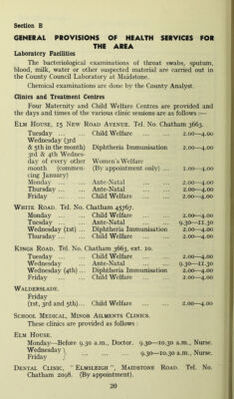 Section B
GENERAL PROVISIONS OF HEALTH SERVICES FOR
THE AREA
Laboratory Facilities
The bacteriological examinations of throat swabs, sputum,
blood, milk, water or other suspected material are carried out in
the County Council Laboratory at Maidstone.
Chemical examinations are done by the County Analyst.
Clinics and Treatment Centres
Four Maternity and Child Welfare Centres are provided and
the days and times of the various clinic sessions are as follows :—
ELM HOUSE, 15 NEW ROAD AVENUE. Tel. No. Chatham 3663.
Tuesday ... ... Child Welfare ... ... 2.00—4.00
Wednesday (3rd
& 5th in the month) Diphtheria Immunisation 2.00—4.00
3rd & 4th Wednes-
day of every other Women's Welfare
month (commen- (By appointment only) ... 1.00—4.00
cing January)
Monday ... ... Ante-Natal ... ... 2.00—4.00
Thursday ... ... Ante-Natal ... ... 2.00—4.00
Friday ... ... Child Welfare ... ... 2.00—4.00
WHITE ROAD. Tel. No. Chatham 45767.
Monday ... ... Child Welfare ... ... 2.00—4.00
Tuesday ... ... Ante-Natal ... ... 9.30—11.30
Wednesday (1st) ... Diphtheria Immunisation 2.00—4.00
Thursday ... ... Child Welfare ... ... 2.00—4.00
KINGS ROAD. Tel. No. Chatham 3663, ext. 10.
Tuesday ... ... Child Welfare ... ... 2.00—4.00
Wednesday ... Ante-Natal ... ... 9.30—11.30
Wednesday (4th) ... Diphtheria Immunisation 2.00—4.00
Friday ... ... Child Welfare ... ... 2.00—4.00
WALDERSLADE.
Friday
(1st, 3rd and 5th)... Child Welfare ... ... 2.00—4.00
SCHOOL MEDICAL, MINOR AILMENTS CLINICS.
These clinics are provided as follows :
ELM HOUSE.
Monday—Before 9.30 a.m., Doctor. 9.30—10.30 a.m., Nurse.
Wednesday }
Friday } ... ... ... 9.30—10.30 a.m., Nurse.
DENTAL CLINIC, "ELMSLEIGH", MAIDSTONE ROAD. Tel. No.
Chatham 2098. (By appointment).
20